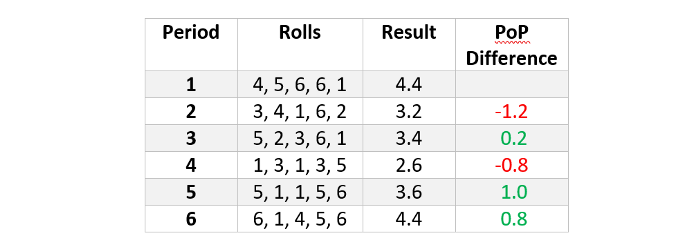 Period Rolls Result PoP
Difference
1 4, 5, 6, 6, 1 4.4
2 3, 4, 1, 6, 2 3.2 -1.2
3 5, 2, 3, 6, 1 3.4 0.2
4 1, 3, 1, 3, 5 2.6 -0.8
5 5, 1, 1, 5, 6 3.6 1.0
6 6, 1, 4, 5, 6 4.4 0.8